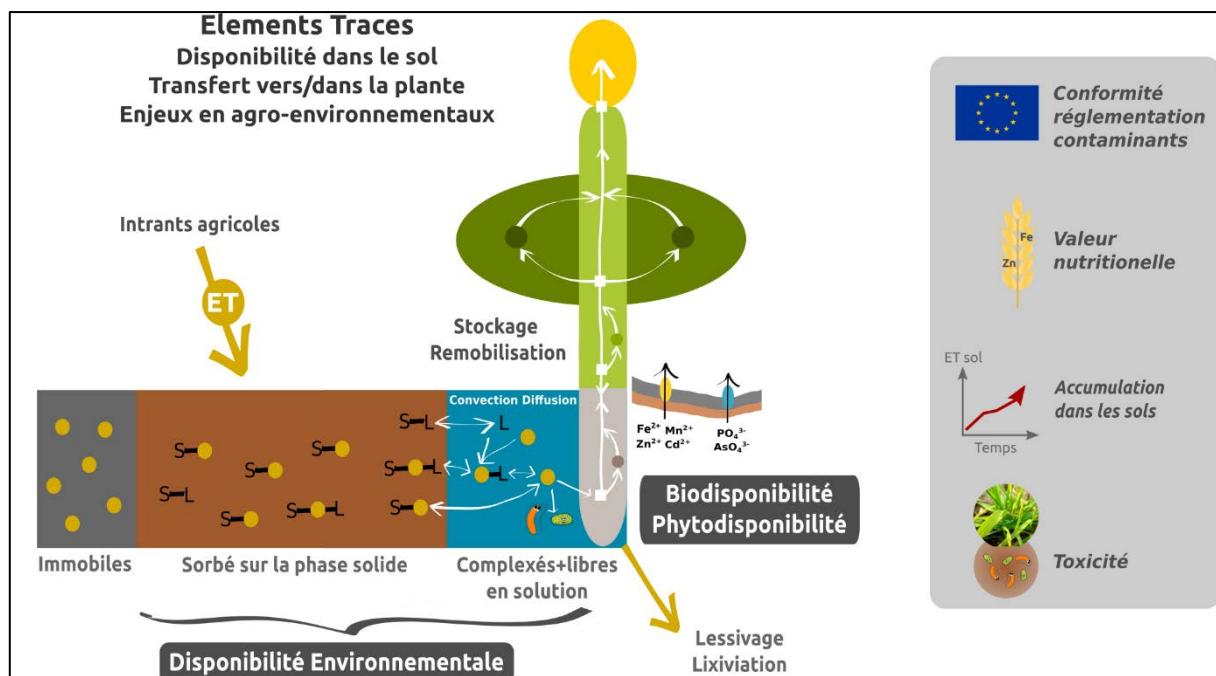 Elements Traces
Disponibilité dans le sol
Transfert vers/dans la plante
Enjeux en agro-environnementaux
Intrants agricoles
ET
Stockage
Remobilisation
Convection Diffusion
S-L
L
S
S
S
S-L
S
S-L
S
L
S
L
Fe²⁺ Mn²⁺
Zn²⁺ Cd²⁺
PO₄³⁻
AsO₄³⁻
Biodisponibilité
Phytodisponibilité
Immobiles
Sorbé sur la phase solide
Complexés+libres
en solution
Disponibilité Environnementale
Lessivage
Lixiviation
Conformité
réglementation
contaminants
Fe
Zn
Valeur
nutritionelle
ET sol
Temps
Accumulation
dans les sols
Toxicité